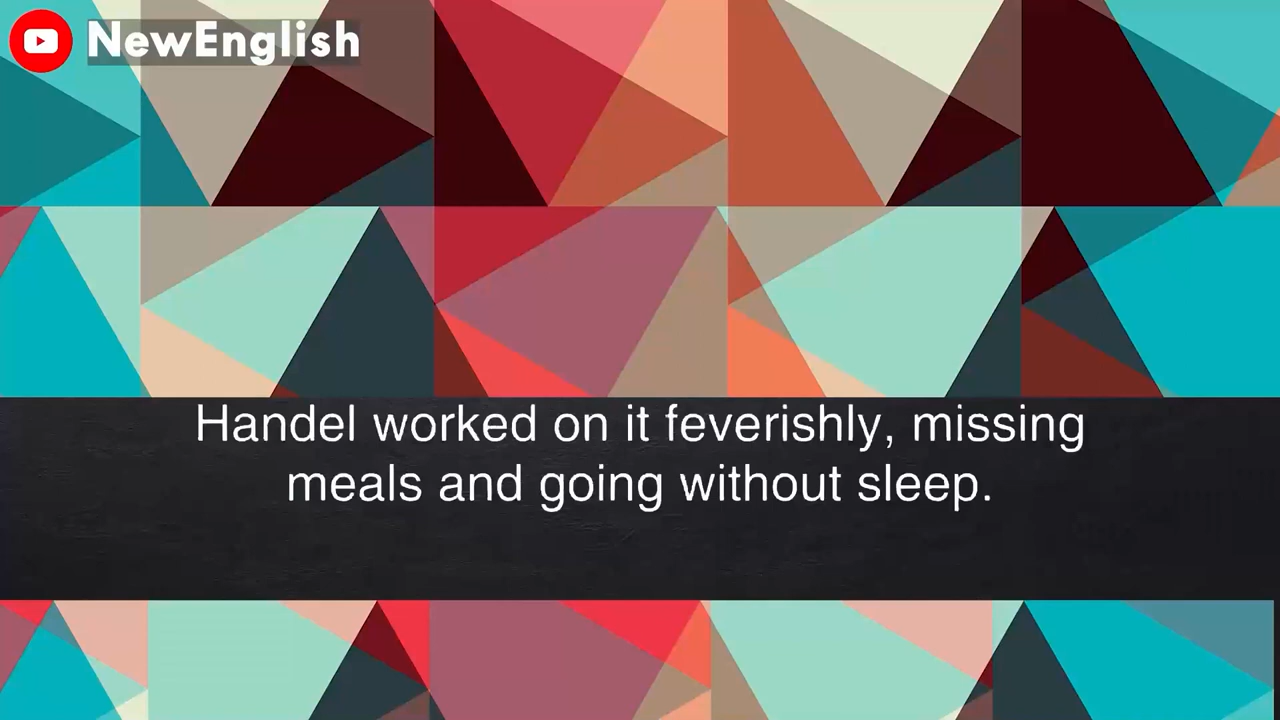 NewEnglish
Handel worked on it feverishly, missing
meals and going without sleep.